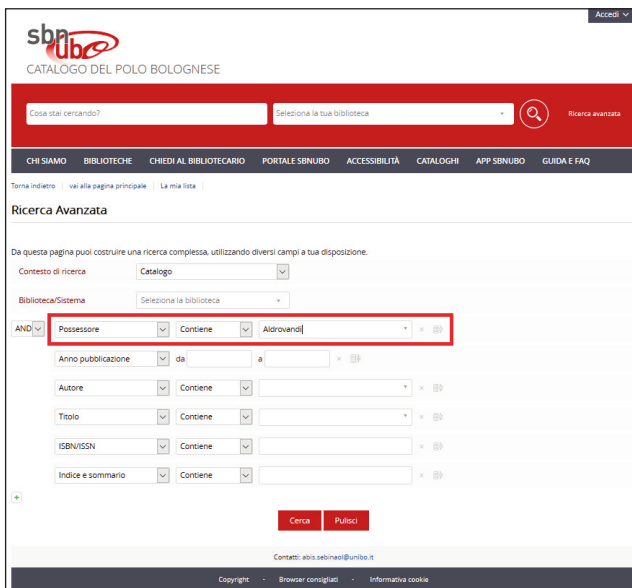 Accedi
sbn
ubo
CATALOGO DEL POLO BOLOGNESE
Cosa stai cercando? Seleziona la tua biblioteca Ricerca avanzata
CHI SIAMO BIBLIOTECHE CHIEDI AL BIBLIOTECARIO PORTALE SBNUBO ACCESSIBILITÀ CATALOGHI APP SBNUBO GUIDA E FAQ
Torna indietro vai alla pagina principale La mia lista
Ricerca Avanzata
Da questa pagina puoi costruire una ricerca complessa, utilizzando diversi campi a tua disposizione.
Contesto di ricerca Catalogo
Biblioteca/Sistema Seleziona la biblioteca
AND Possessore Contiene Aldrovandi
Anno pubblicazione da a
Autore Contiene
Titolo Contiene
ISBN/ISSN Contiene
Indice e sommario Contiene
Cerca Pulisci
Contatti: abis.sebinaol@unibo.it
Copyright - Browser consigliati - Informativa cookie